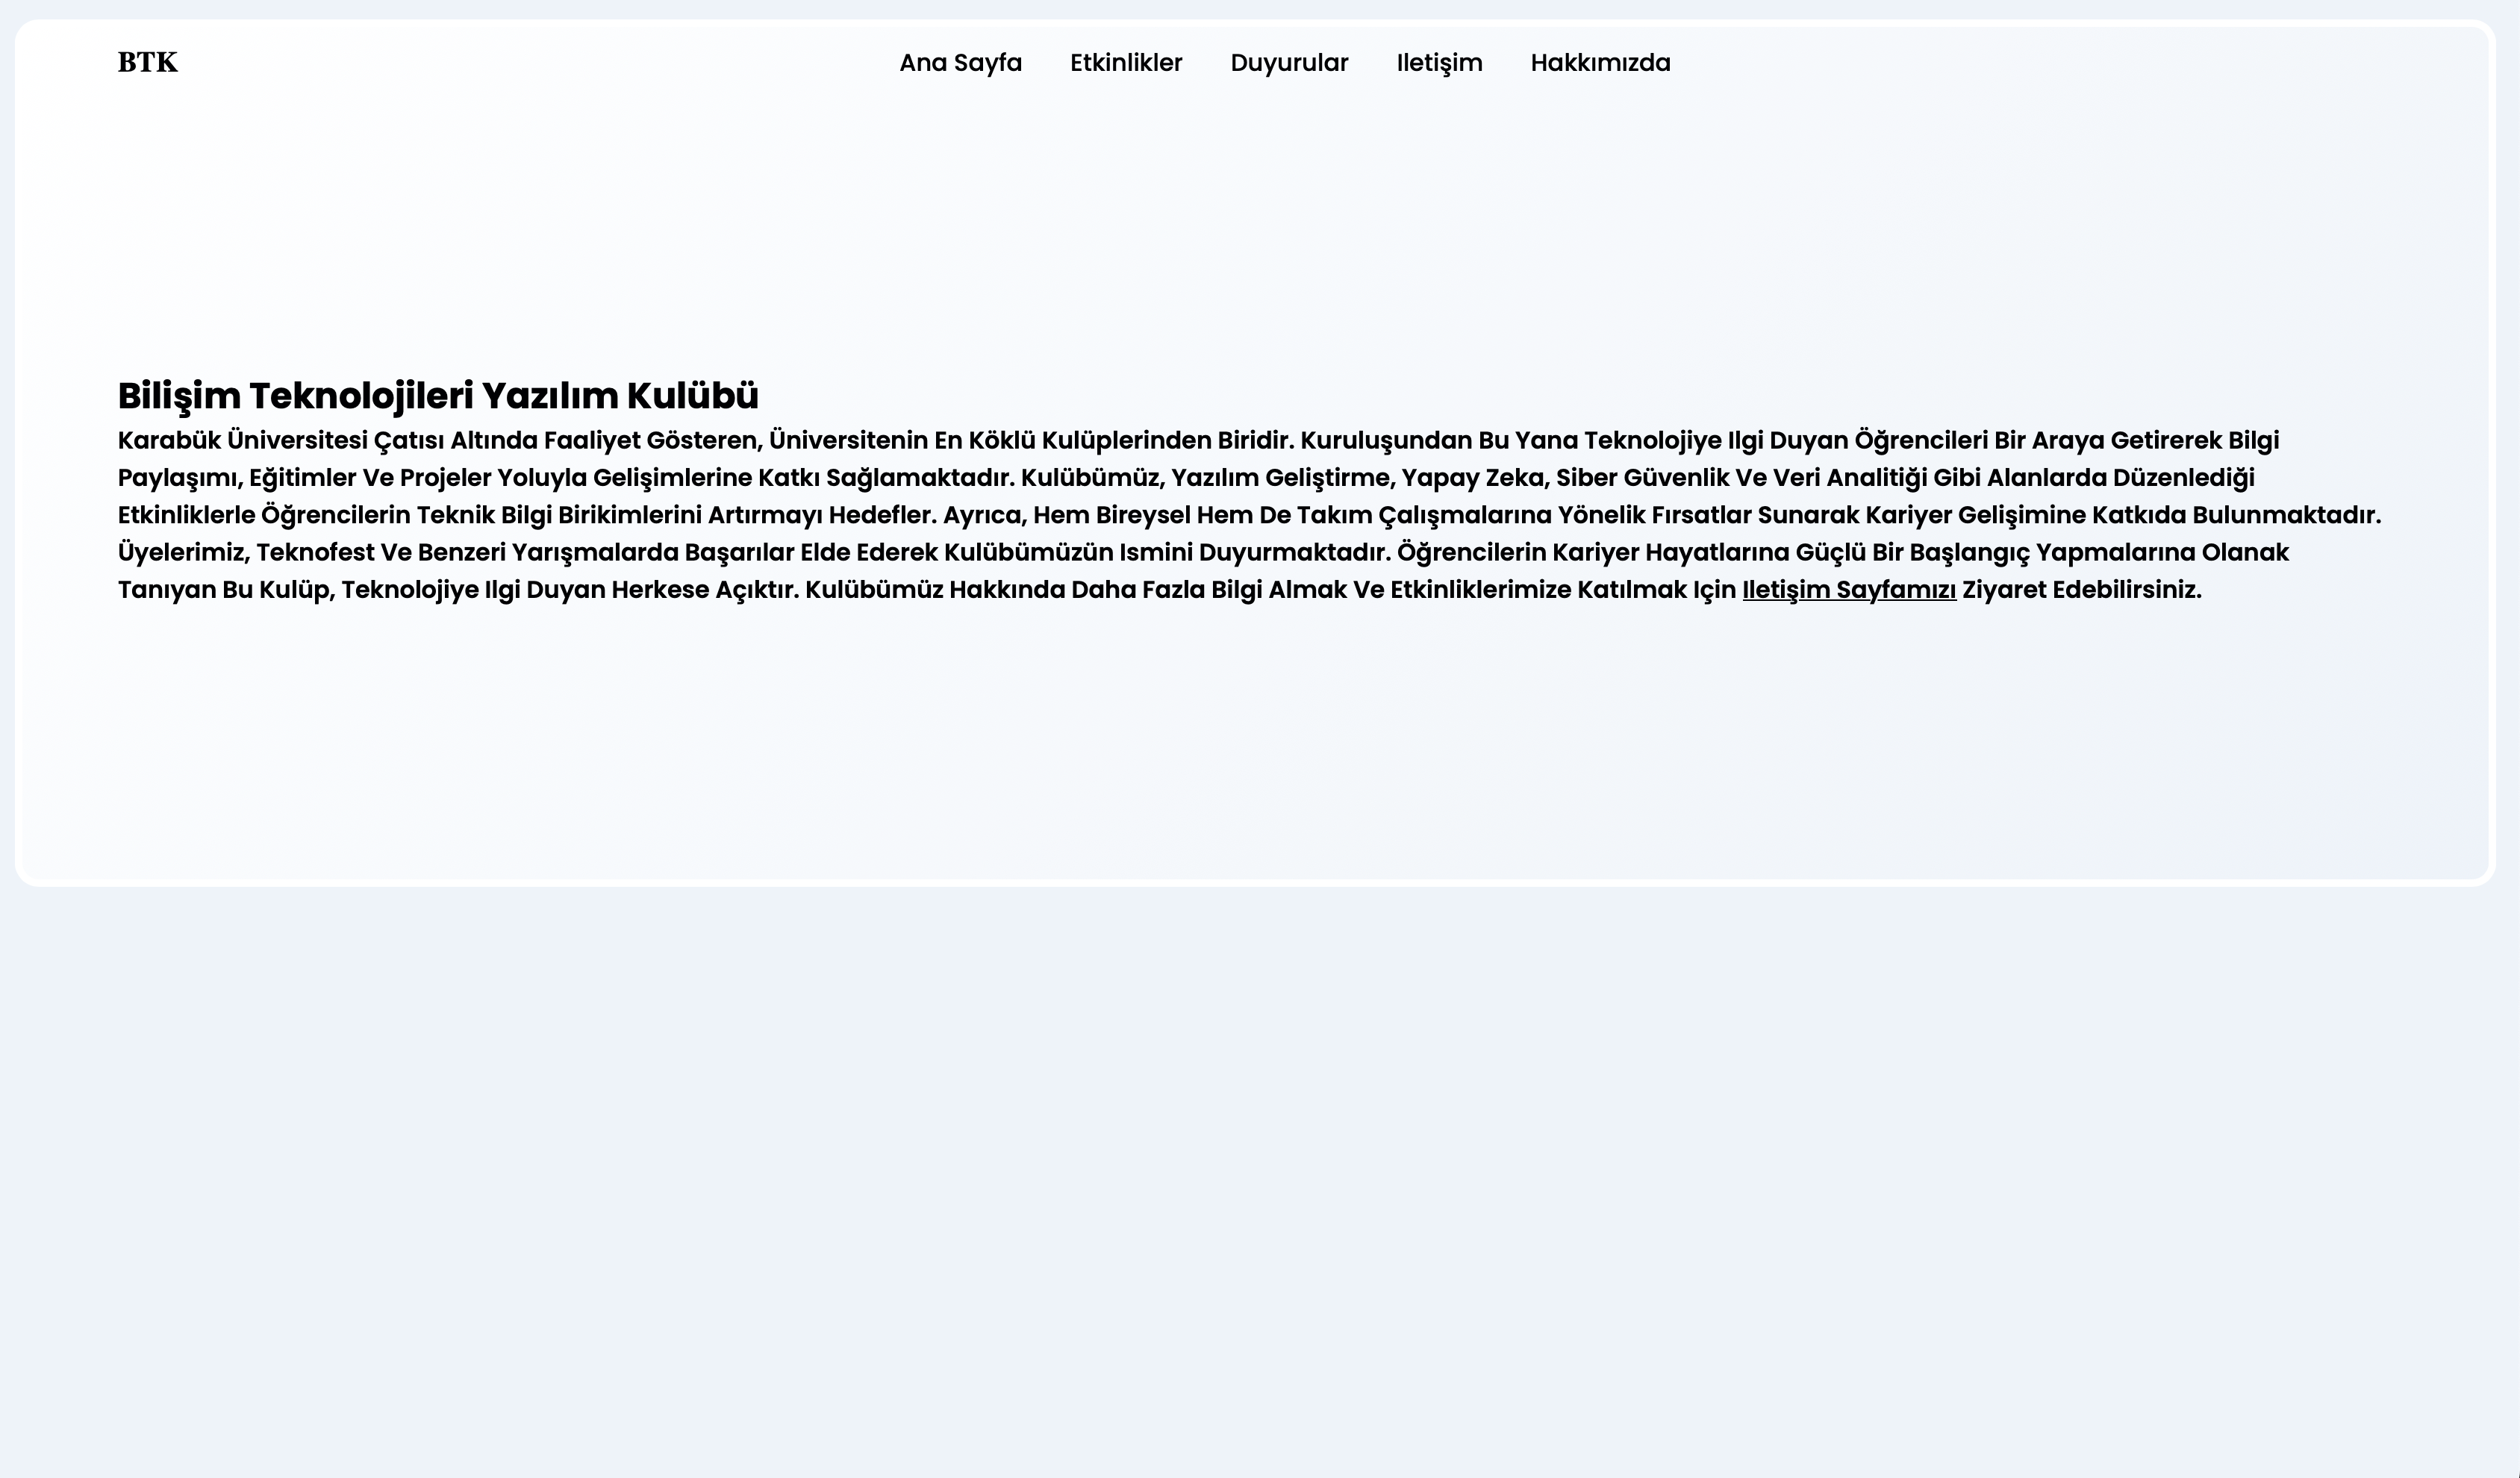 BTK
Ana Sayfa Etkinlikler Duyurular Iletişim Hakkımızda
Bilişim Teknolojileri Yazılım Kulübü
Karabük Üniversitesi Çatısı Altında Faaliyet Gösteren, Üniversitenin En Köklü Kulüplerinden Biridir. Kuruluşundan Bu Yana Teknolojiye Ilgi Duyan Öğrencileri Bir Araya Getirerek Bilgi
Paylaşımı, Eğitimler Ve Projeler Yoluyla Gelişimlerine Katkı Sağlamaktadır. Kulübümüz, Yazılım Geliştirme, Yapay Zeka, Siber Güvenlik Ve Veri Analitiği Gibi Alanlarda Düzenlediği
Etkinliklerle Öğrencilerin Teknik Bilgi Birikimlerini Artırmayı Hedefler. Ayrıca, Hem Bireysel Hem De Takım Çalışmalarına Yönelik Fırsatlar Sunarak Kariyer Gelişimine Katkıda Bulunmaktadır.
Üyelerimiz, Teknofest Ve Benzeri Yarışmalarda Başarılar Elde Ederek Kulübümüzün Ismini Duyurmaktadır. Öğrencilerin Kariyer Hayatlarına Güçlü Bir Başlangıç Yapmalarına Olanak
Tanıyan Bu Kulüp, Teknolojiye Ilgi Duyan Herkese Açıktır. Kulübümüz Hakkında Daha Fazla Bilgi Almak Ve Etkinliklerimize Katılmak Için Iletişim Sayfamızı Ziyaret Edebilirsiniz.